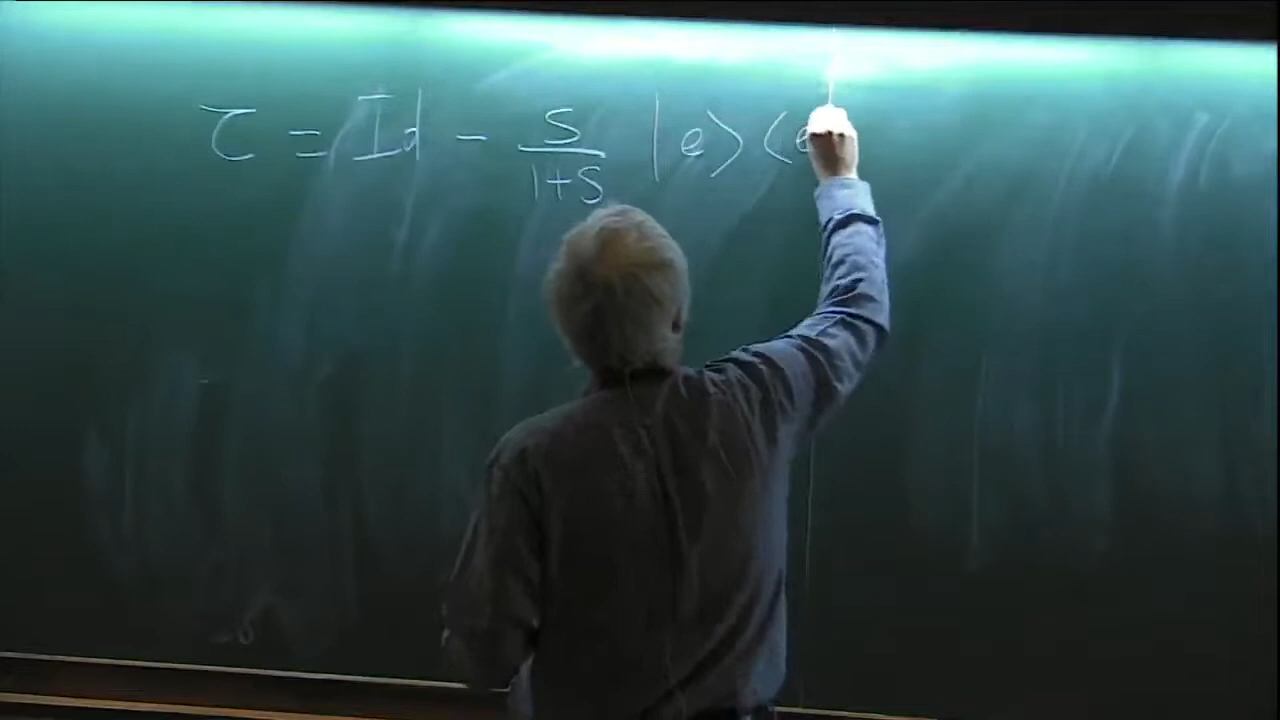 τ = Id - S/(1+S) |e⟩⟨e